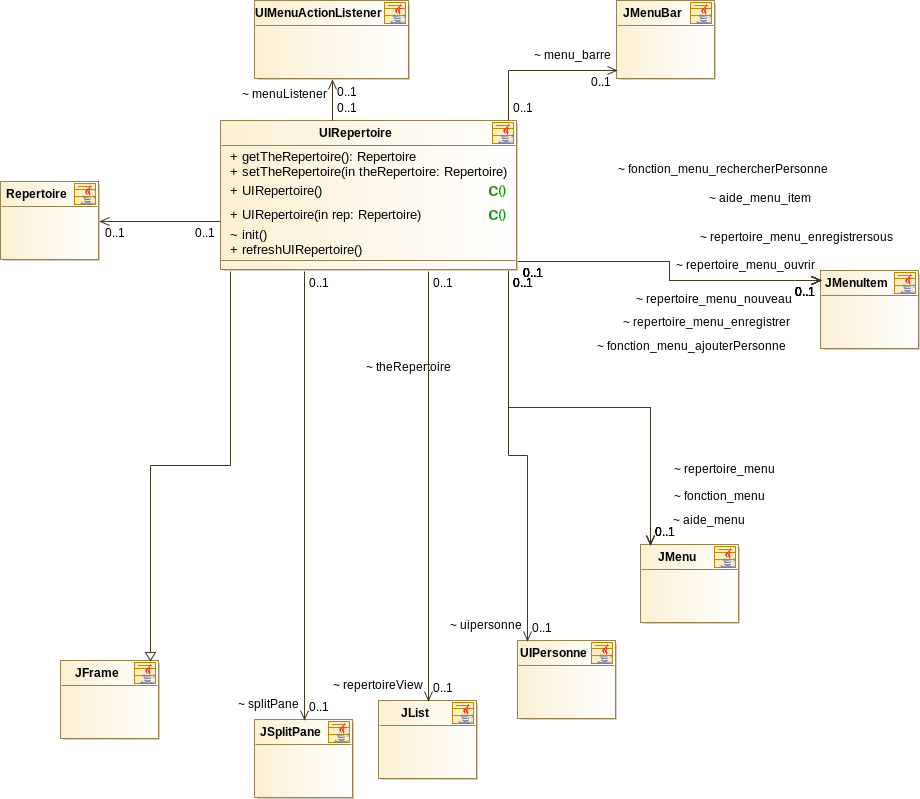 UIMenuActionListener
JMenuBar
~ menu_barre
0..1
~ menuListener
0..1
0..1
0..1
UIRepertoire
+ getTheRepertoire(): Repertoire
+ setTheRepertoire(in theRepertoire: Repertoire)
+ UIRepertoire()
C()
+ UIRepertoire(in rep: Repertoire)
C()
~ init()
+ refreshUIRepertoire()
Repertoire
0..1
0..1
~ fonction_menu_rechercherPersonne
~ aide_menu_item
~ repertoire_menu_enregistrersous
~ repertoire_menu_ouvrir
0..1
0..1
0..1
0..1
JMenuItem
0..1
~ repertoire_menu_nouveau
~ repertoire_menu_enregistrer
~ fonction_menu_ajouterPersonne
~ theRepertoire
~ repertoire_menu
~ fonction_menu
~ aide_menu
0..1
JMenu
~ uipersonne
0..1
UIPersonne
JFrame
~ repertoireView
0..1
JList
~ splitPane
0..1
JSplitPane